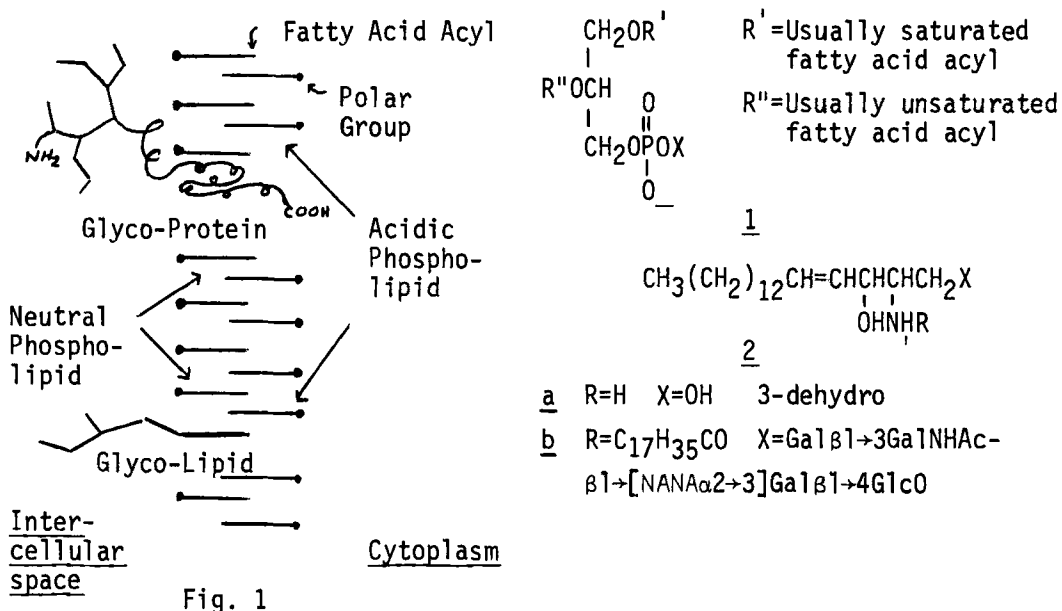 Fatty Acid Acyl
Polar
Group
NH2
COOH
Glyco-Protein
Acidic
Phospho-
lipid
Neutral
Phospho-
lipid
Glyco-Lipid
Inter-
cellular
space
Cytoplasm
Fig. 1
CH2OR'
R"OCH
O
CH2OPOX
O
_
R'=Usually saturated
fatty acid acyl
R"=Usually unsaturated
fatty acid acyl
1
CH3(CH2)12CH=CHCHCHCH2X
OHNHR
2
a R=H X=OH 3-dehydro
b R=C17H35CO X=Galβ1→3GalNHAc-
β1→[NANAα2→3]Galβ1→4GlcO